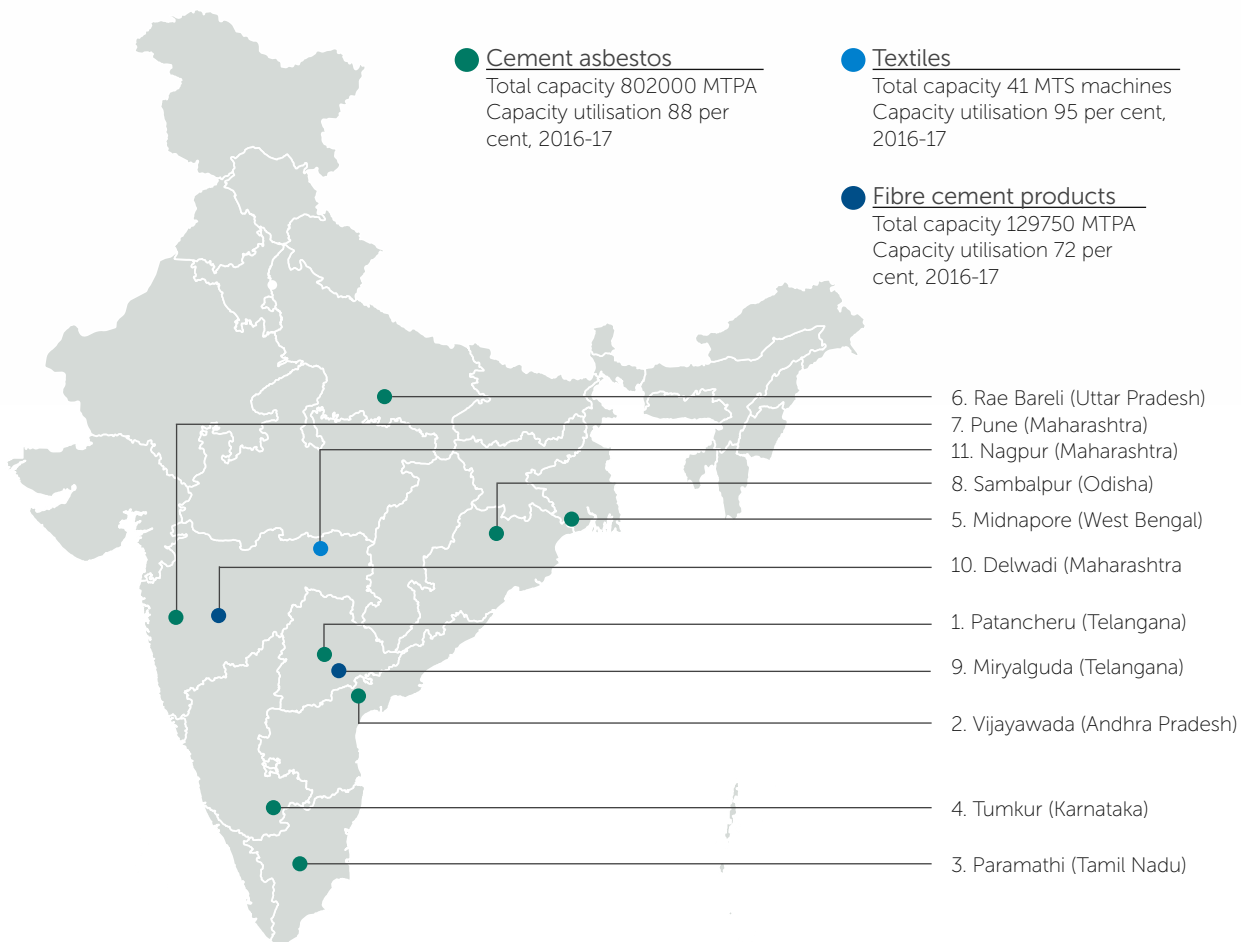 Cement asbestos
Total capacity 802000 MTPA
Capacity utilisation 88 per
cent, 2016-17
Textiles
Total capacity 41 MTS machines
Capacity utilisation 95 per cent,
2016-17
Fibre cement products
Total capacity 129750 MTPA
Capacity utilisation 72 per
cent, 2016-17
6. Rae Bareli (Uttar Pradesh)
7. Pune (Maharashtra)
11. Nagpur (Maharashtra)
8. Sambalpur (Odisha)
5. Midnapore (West Bengal)
10. Delwadi (Maharashtra
1. Patancheru (Telangana)
9. Miryalguda (Telangana)
2. Vijayawada (Andhra Pradesh)
4. Tumkur (Karnataka)
3. Paramathi (Tamil Nadu)